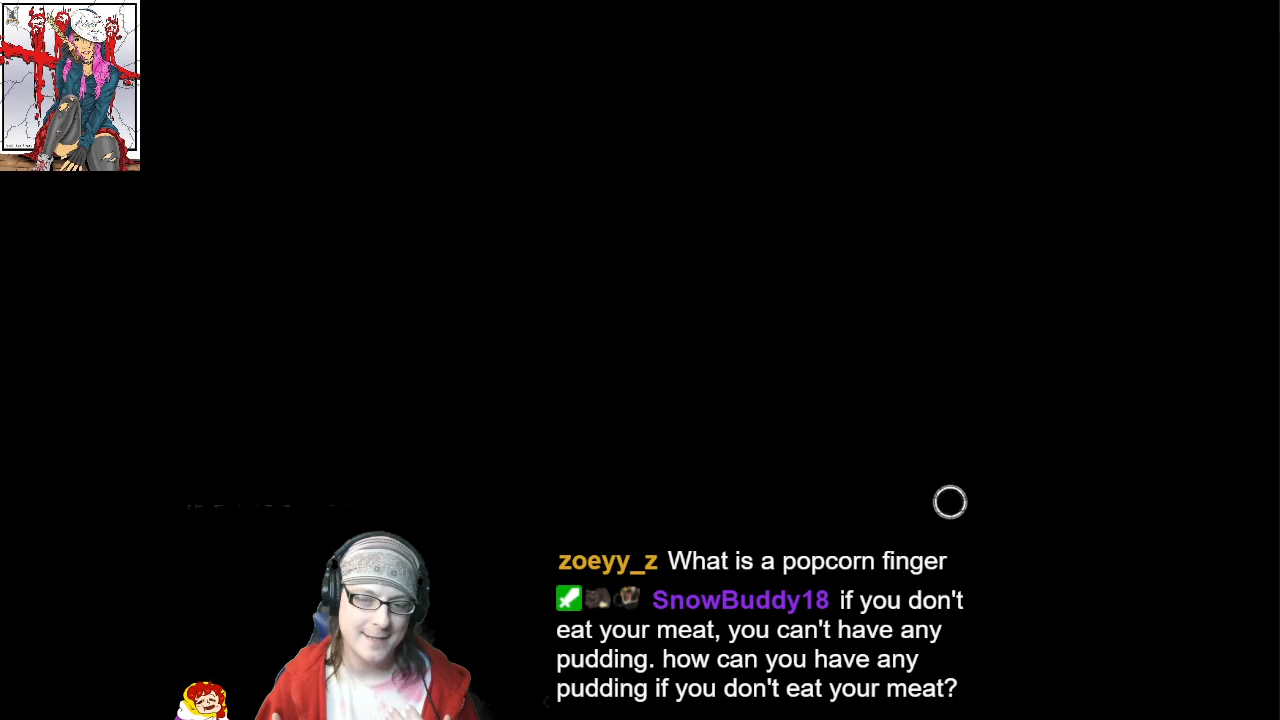 zoeyy_z What is a popcorn finger
SnowBuddy18 if you don't
eat your meat, you can't have any
pudding. how can you have any
pudding if you don't eat your meat?